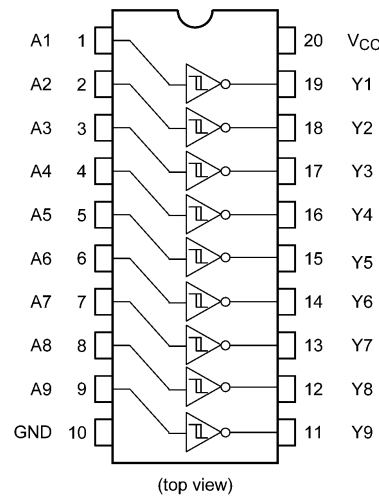 A1 1 20 VCC
A2 2 19 Y1
A3 3 18 Y2
A4 4 17 Y3
A5 5 16 Y4
A6 6 15 Y5
A7 7 14 Y6
A8 8 13 Y7
A9 9 12 Y8
GND 10 11 Y9
(top view)